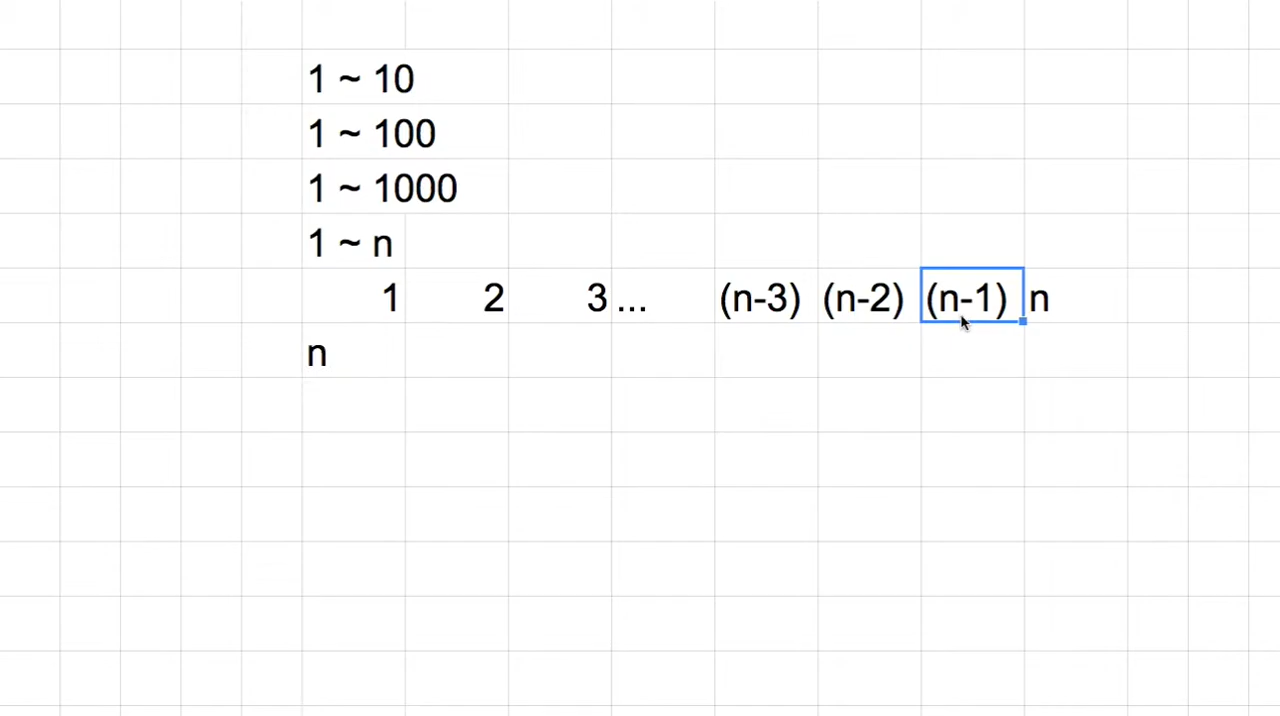 1 ~ 10
1 ~ 100
1 ~ 1000
1 ~ n
1 2 3 ... (n-3) (n-2) (n-1) n
n